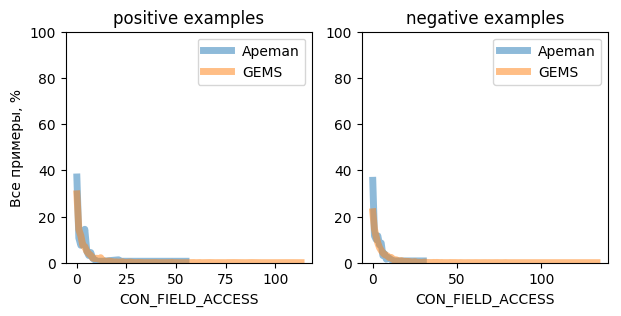 positive examples
negative examples
Все примеры, %
100
80
60
40
20
0
Apeman
GEMS
0
25
50
75
100
CON_FIELD_ACCESS
100
80
60
40
20
0
Apeman
GEMS
0
50
100
CON_FIELD_ACCESS